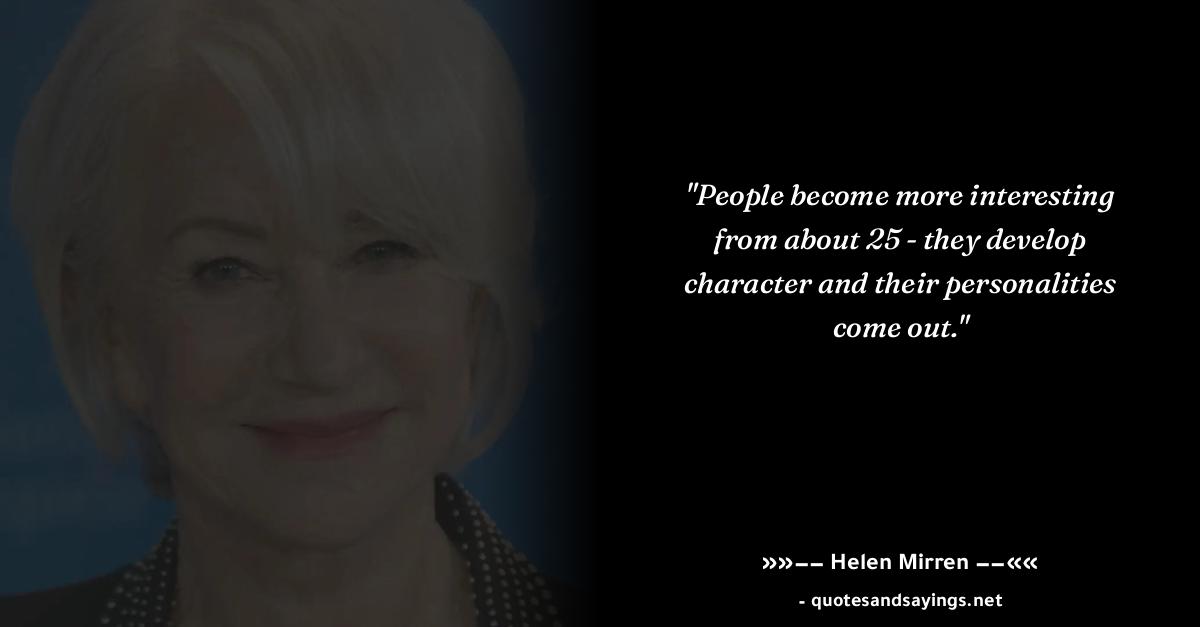 "People become more interesting
from about 25 - they develop
character and their personalities
come out."
»»–– Helen Mirren ––««
- quotesandsayings.net